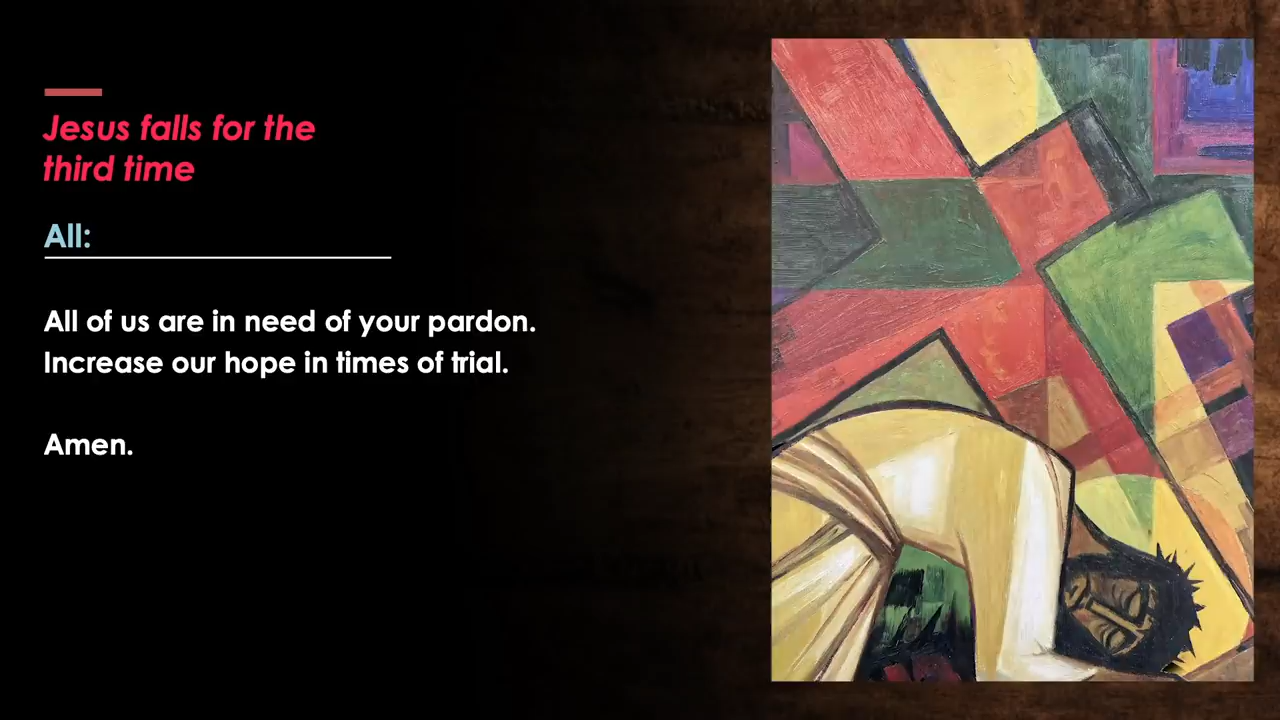 Jesus falls for the
third time
All:
All of us are in need of your pardon.
Increase our hope in times of trial.
Amen.